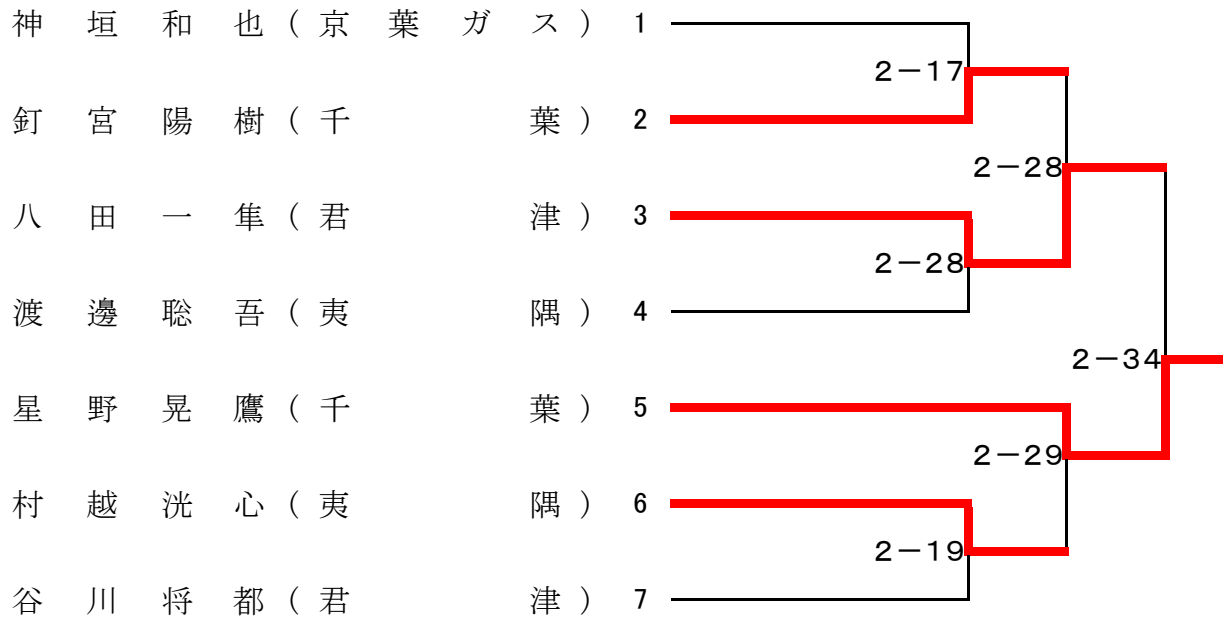 神垣和也(京葉ガス) 1
2-17
釘宮陽樹(千葉) 2
2-28
八田一隼(君津) 3
2-28
渡邊聡吾(夷隅) 4
2-34
星野晃鷹(千葉) 5
2-29
村越洸心(夷隅) 6
2-19
谷川将都(君津) 7